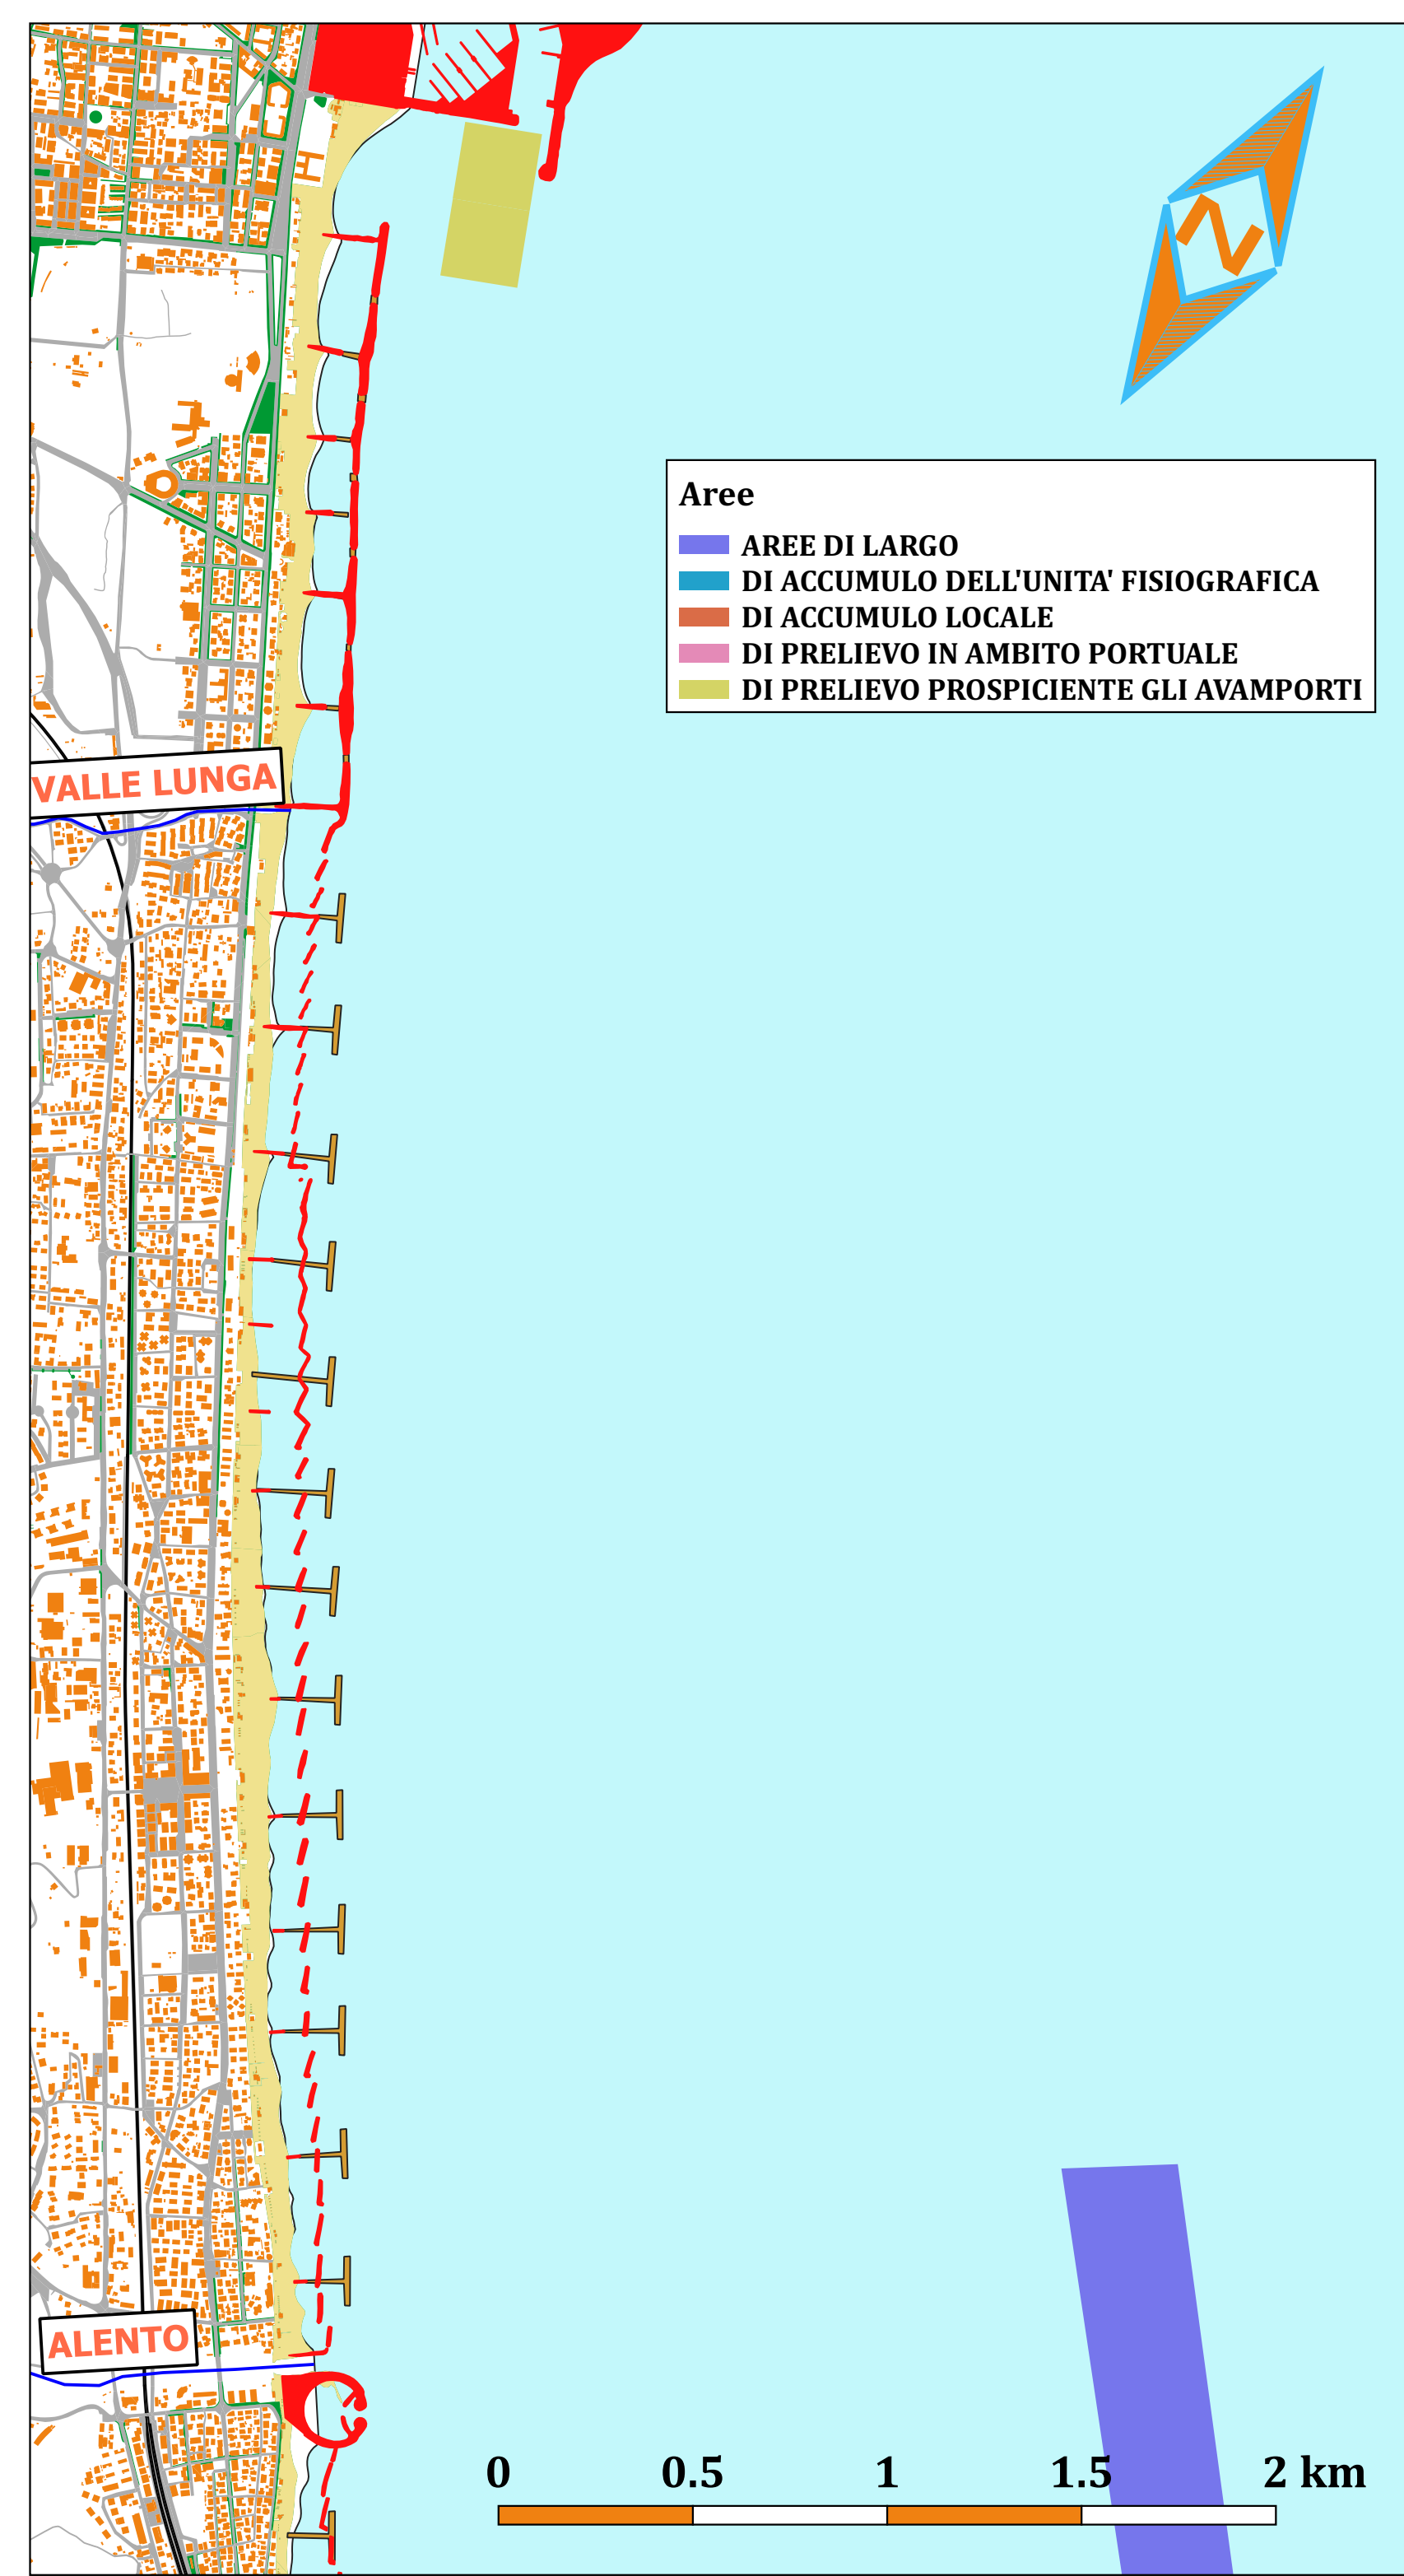 N
Aree
AREE DI LARGO
DI ACCUMULO DELL'UNITA' FISIOGRAFICA
DI ACCUMULO LOCALE
DI PRELIEVO IN AMBITO PORTUALE
DI PRELIEVO PROSPICIENTE GLI AVAMPORTI
VALLE LUNGA
ALENTO
0 0.5 1 1.5 2 km